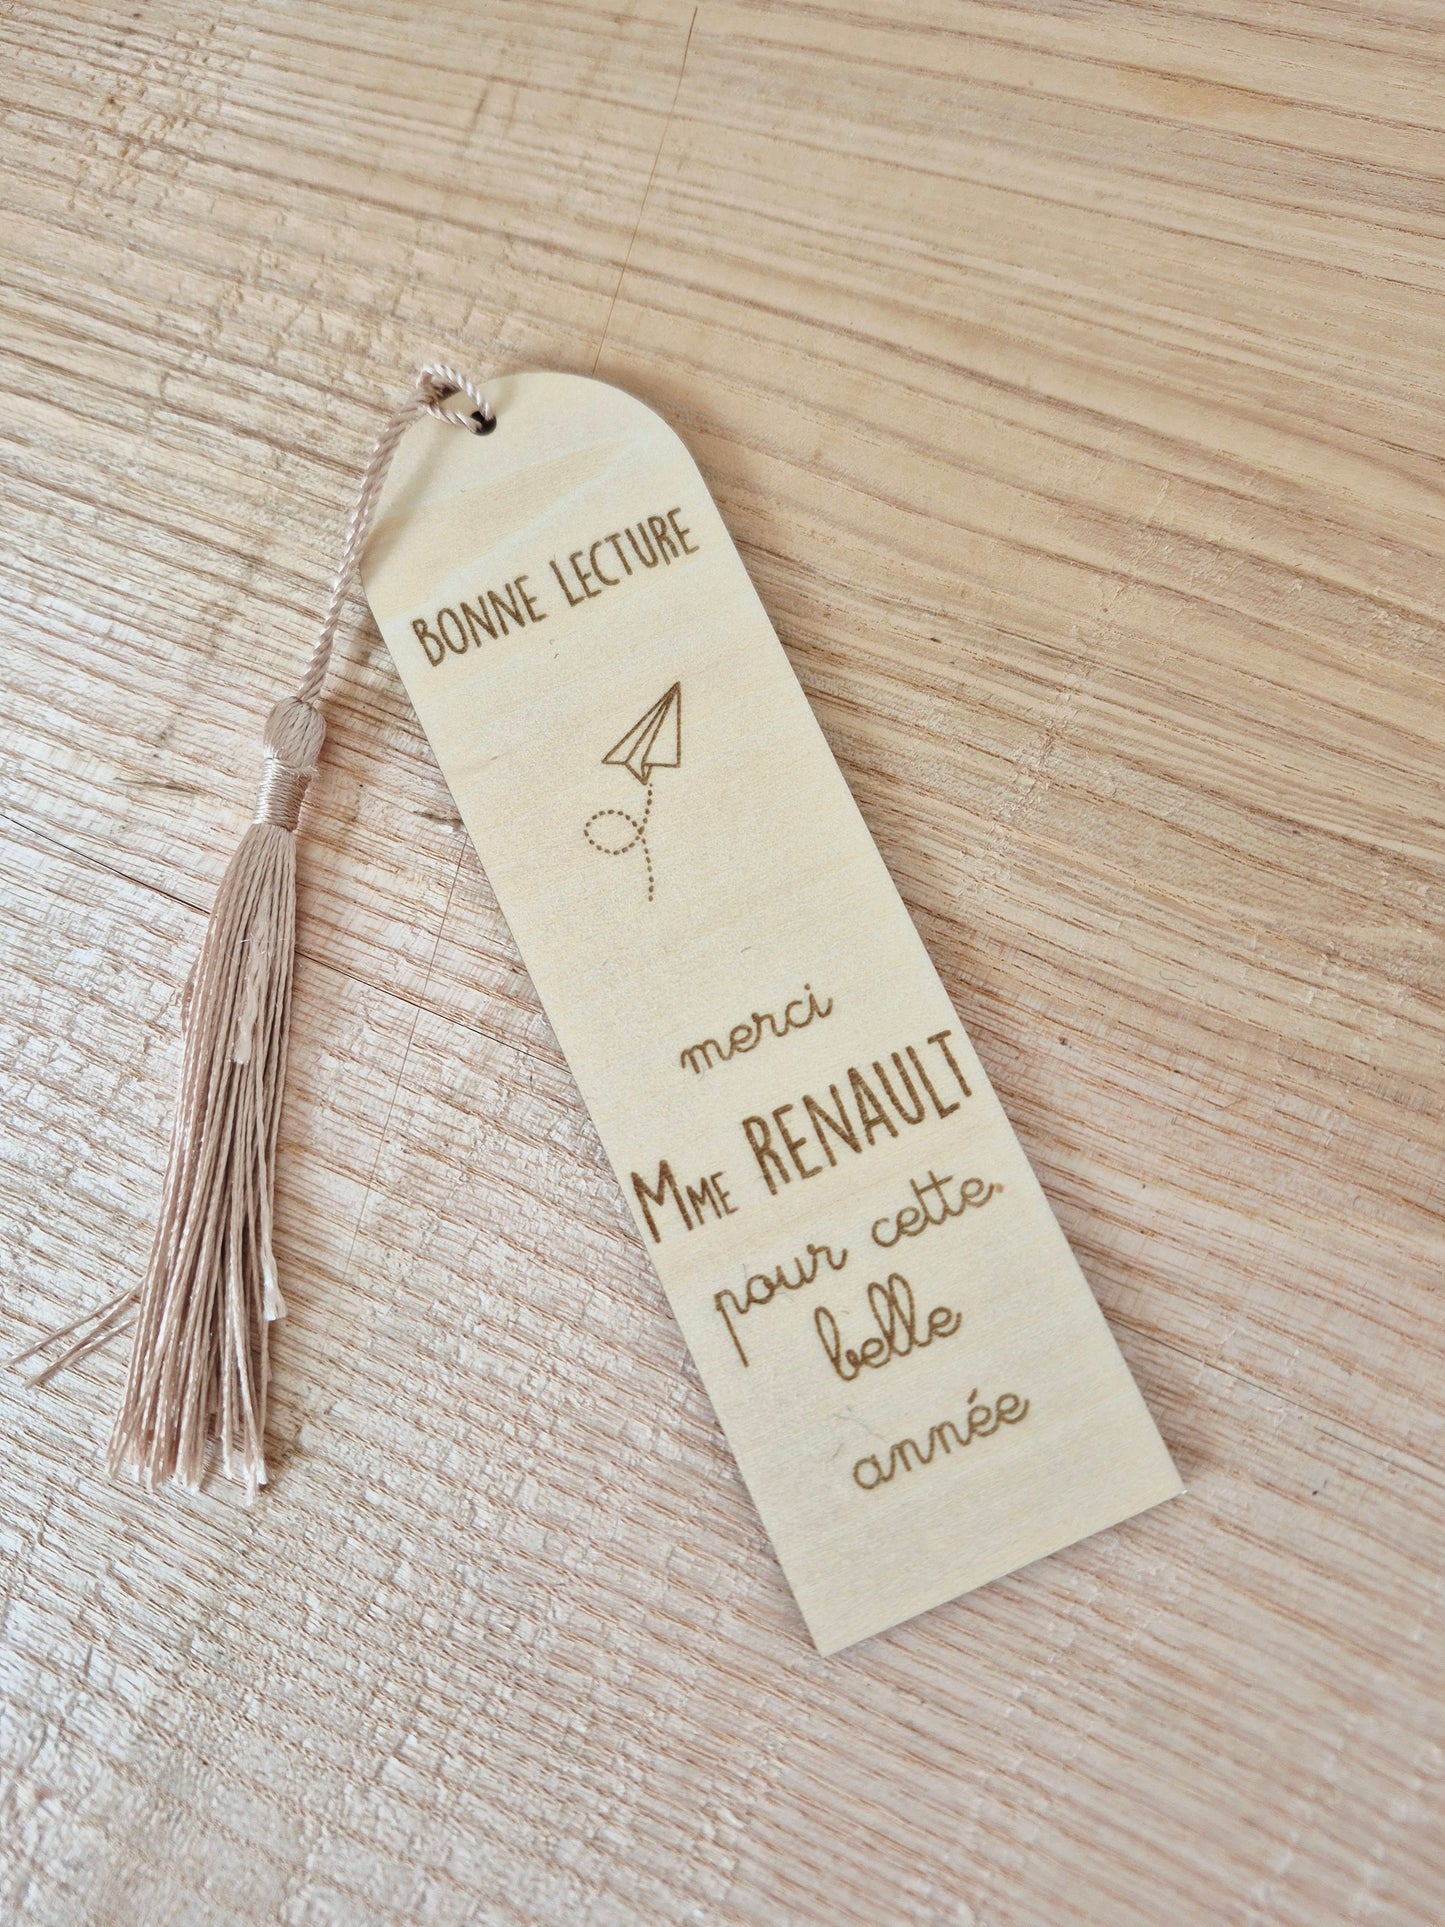 BONNE LECTURE
merci
Mme RENAULT
pour cette
belle
année